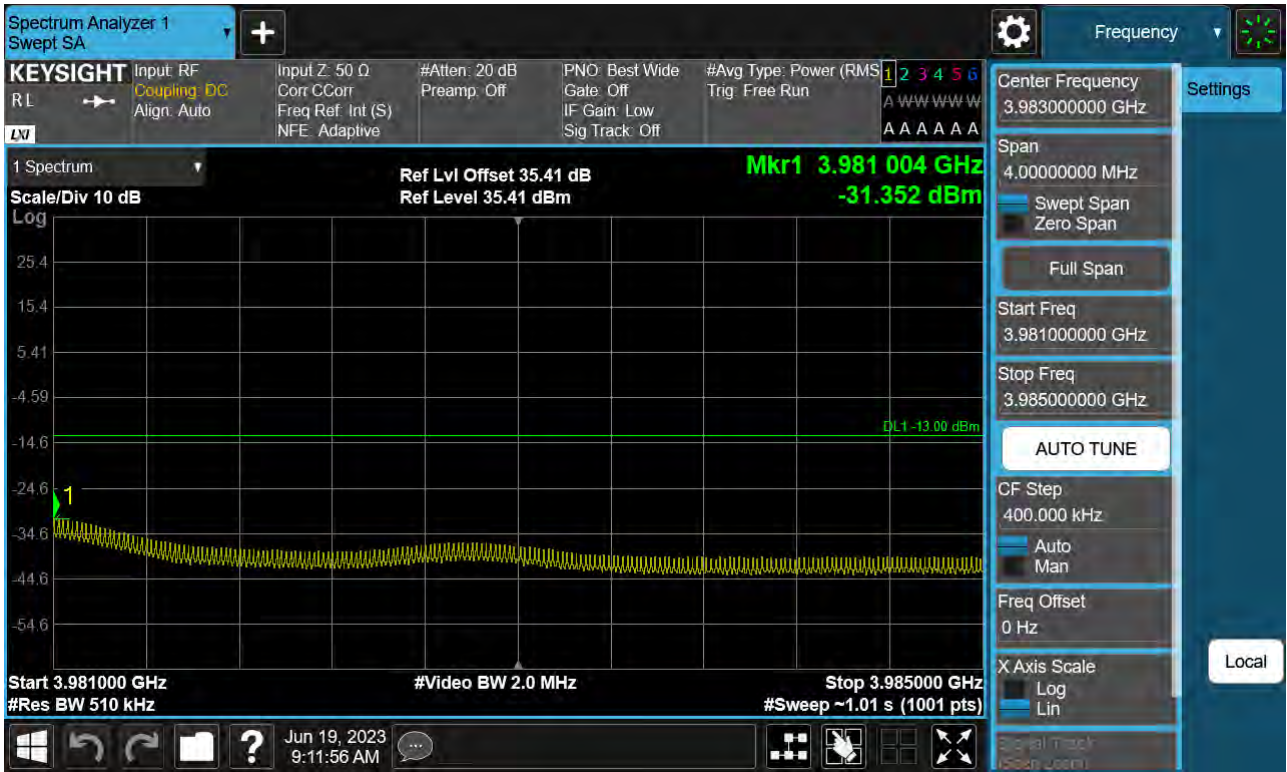 Spectrum Analyzer 1
Swept SA
+
Frequency
KEYSIGHT
RL
LXI
Input: RF
Coupling: DC
Align: Auto
Input Z: 50 Ω
Corr CCorr
Freq Ref: Int (S)
NFE: Adaptive
#Atten: 20 dB
Preamp: Off
PNO: Best Wide
Gate: Off
IF Gain: Low
Sig Track: Off
#Avg Type: Power (RMS
Trig: Free Run
1 2 3 4 5 6
A W W W W W
A A A A A A
1 Spectrum
Scale/Div 10 dB
Log
Ref Lvl Offset 35.41 dB
Ref Level 35.41 dBm
Mkr1 3.981 004 GHz
-31.352 dBm
25.4
15.4
5.41
-4.59
-14.6
-24.6
-34.6
-44.6
-54.6
DL1 -13.00 dBm
1
Start 3.981000 GHz
#Res BW 510 kHz
#Video BW 2.0 MHz
Stop 3.985000 GHz
#Sweep ~1.01 s (1001 pts)
Center Frequency
3.983000000 GHz
Span
4.00000000 MHz
Swept Span
Zero Span
Full Span
Start Freq
3.981000000 GHz
Stop Freq
3.985000000 GHz
AUTO TUNE
CF Step
400.000 kHz
Auto
Man
Freq Offset
0 Hz
X Axis Scale
Log
Lin
Signal Track
(Span Zoom)
Settings
Local
?
Jun 19, 2023
9:11:56 AM